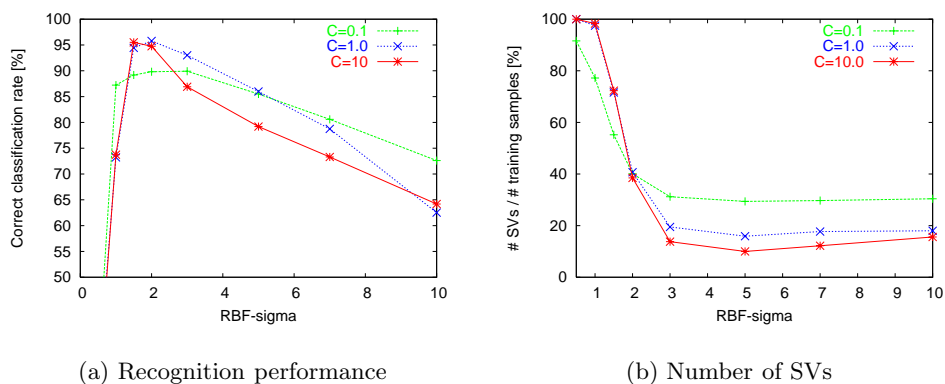 Correct classification rate [%]
100
95
90
85
80
75
70
65
60
55
50
0 2 4 6 8 10
RBF-sigma
C=0.1
C=1.0
C=10
(a) Recognition performance
# SVs / # training samples [%]
100
80
60
40
20
0
1 2 3 4 5 6 7 8 9 10
RBF-sigma
C=0.1
C=1.0
C=10.0
(b) Number of SVs